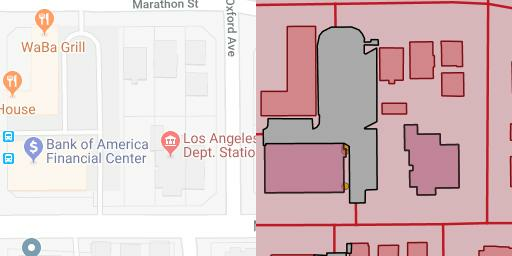 Marathon St
Oxford Ave
WaBa Grill
House
Bank of America
Financial Center
Los Angeles
Dept. Statio